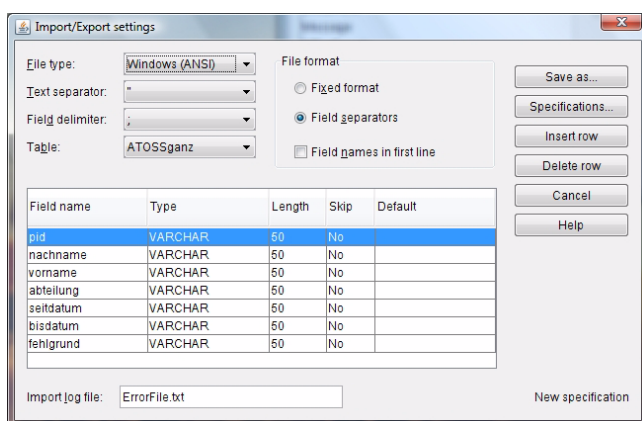 Import/Export settings
File type: Windows (ANSI)
Text separator: "
Field delimiter: ;
Table: ATOSSganz
File format
Fixed format
Field separators
Field names in first line
Save as...
Specifications...
Insert row
Delete row
Cancel
Help
Field name Type Length Skip Default
pid VARCHAR 50 No
nachname VARCHAR 50 No
vorname VARCHAR 50 No
abteilung VARCHAR 50 No
seitdatum VARCHAR 50 No
bisdatum VARCHAR 50 No
fehlgrund VARCHAR 50 No
Import log file: ErrorFile.txt
New specification